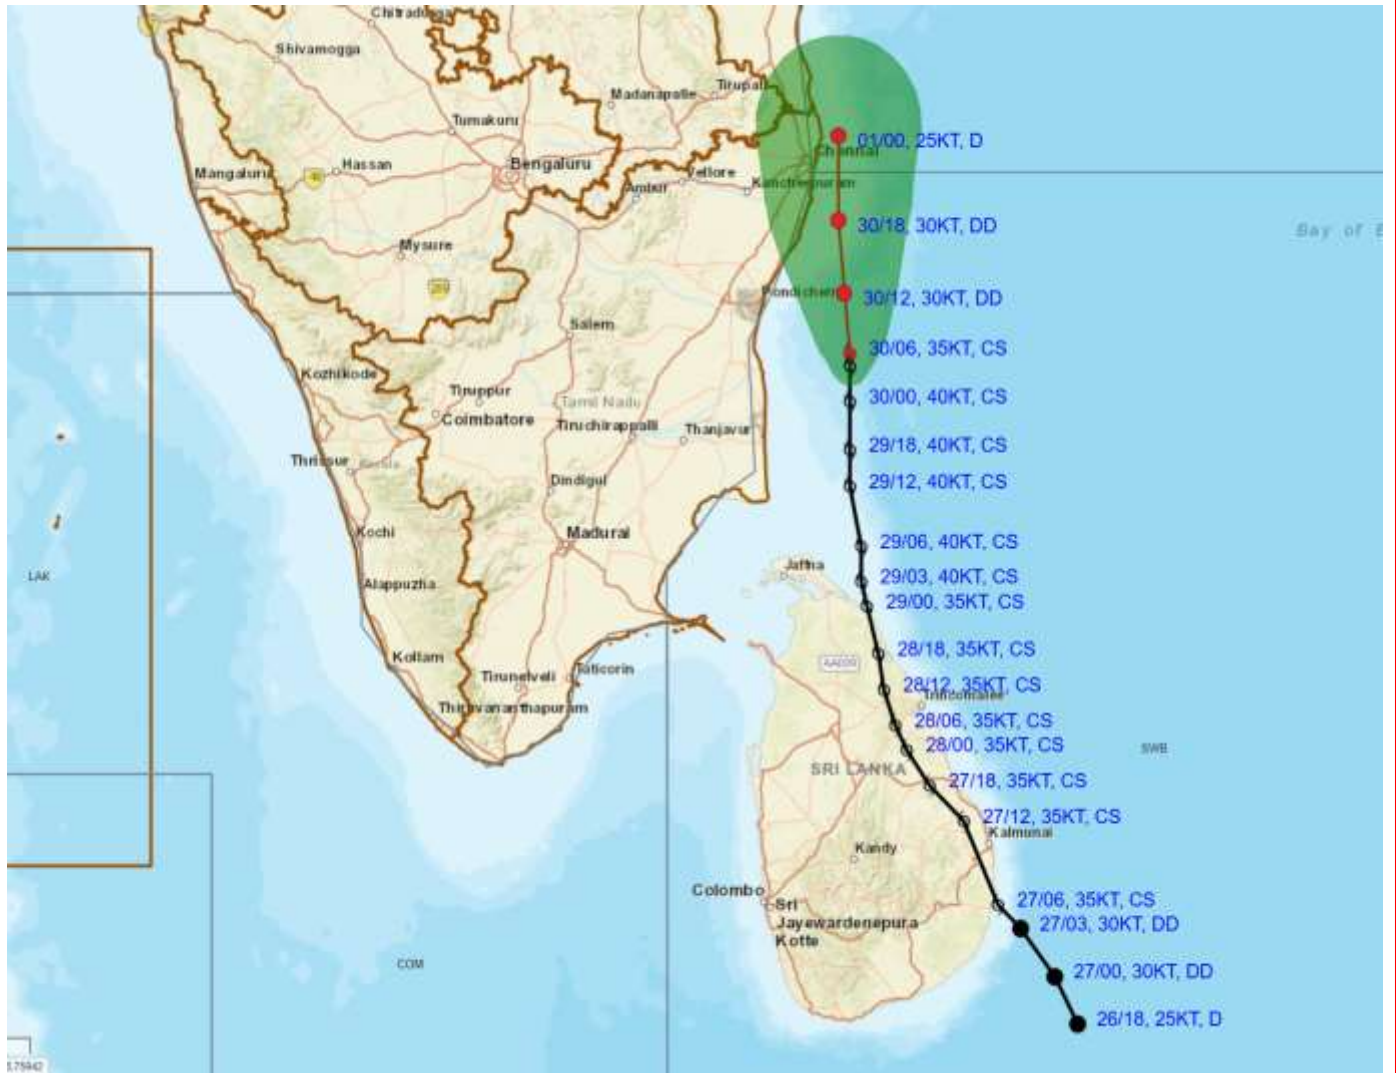 Chitradurga
Shivamogga
Tirupati
Madanapalle
Tumakuru
01/00, 25KT, D
Chennai
Hassan
Bengaluru
Mangaluru
Vellore
Kancheepuram
Ambur
30/18, 30KT, DD
Bay of B
Mysure
Pondicherry
30/12, 30KT, DD
Salem
30/06, 35KT, CS
Kozhikode
Tiruppur
30/00, 40KT, CS
Tamil Nadu
Coimbatore
Tiruchirappalli
Thanjavur
29/18, 40KT, CS
Thrissur
Kerala
Dindigul
29/12, 40KT, CS
Kochi
Madurai
29/06, 40KT, CS
Jaffna
LAK
Alappuzha
29/03, 40KT, CS
29/00, 35KT, CS
Kollam
28/18, 35KT, CS
Tirunelveli
Tuticorin
28/12, 35KT, CS
Trincomalee
Thiruvananthapuram
28/06, 35KT, CS
28/00, 35KT, CS
SWB
SRI LANKA
27/18, 35KT, CS
27/12, 35KT, CS
Kalmunai
Kandy
Colombo
Sri
Jayewardenepura
Kotte
27/06, 35KT, CS
27/03, 30KT, DD
COM
27/00, 30KT, DD
26/18, 25KT, D